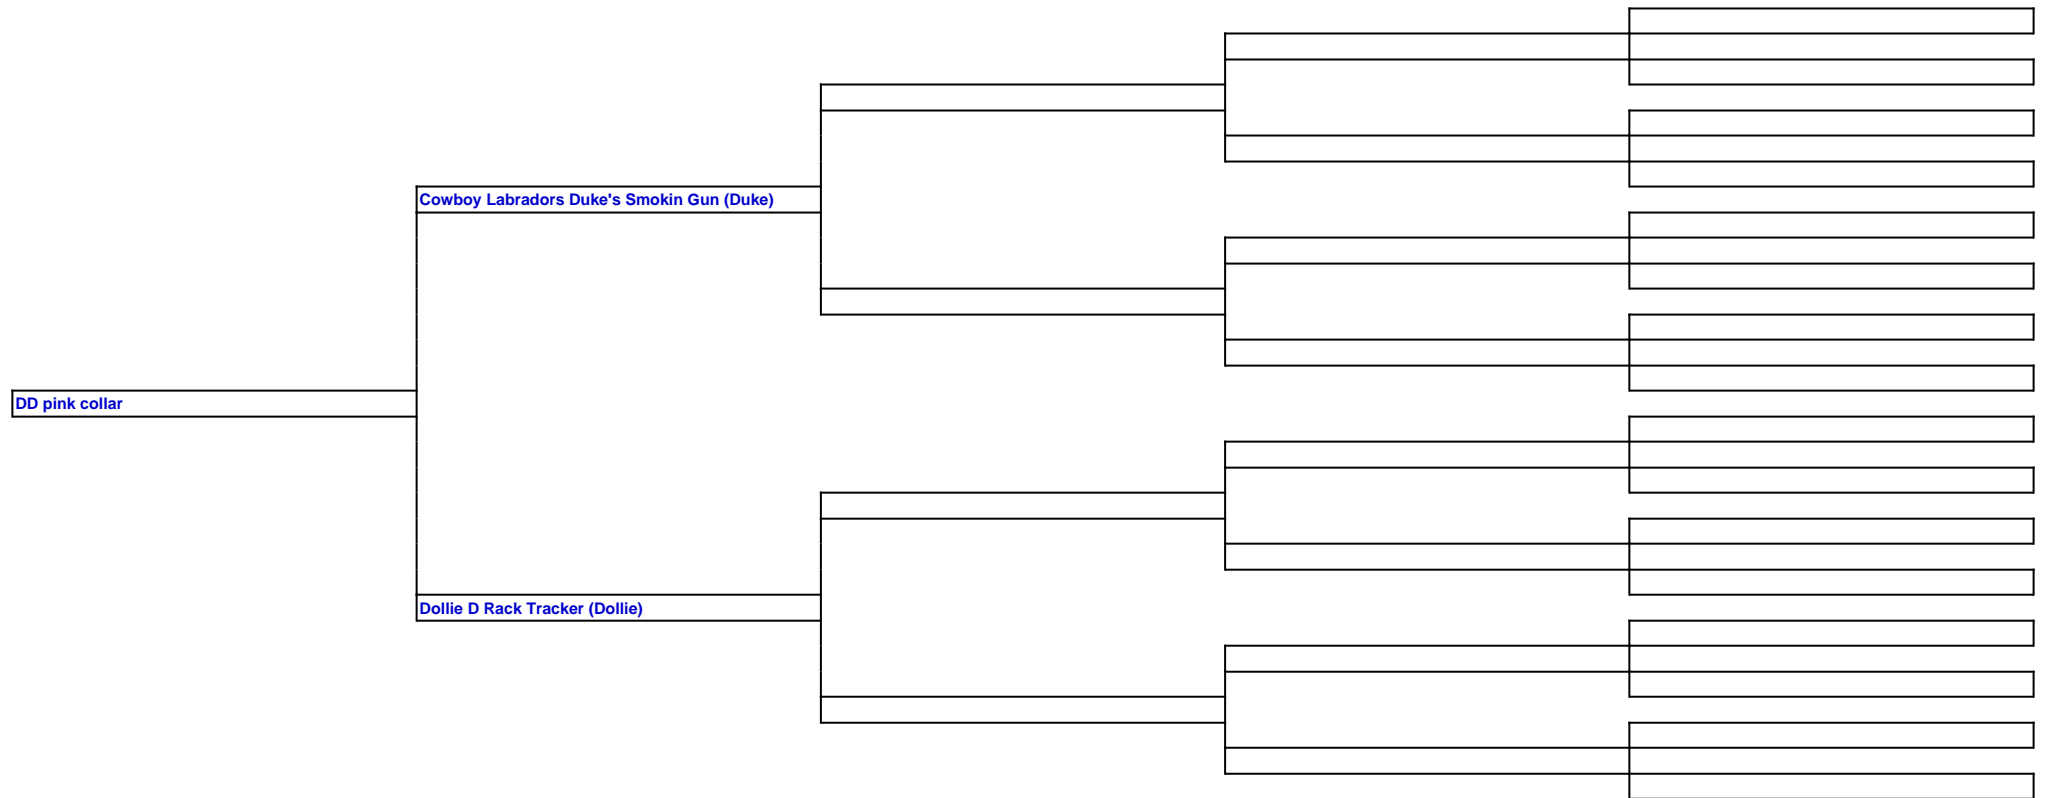 Cowboy Labradors Duke's Smokin Gun (Duke)
DD pink collar
Dollie D Rack Tracker (Dollie)